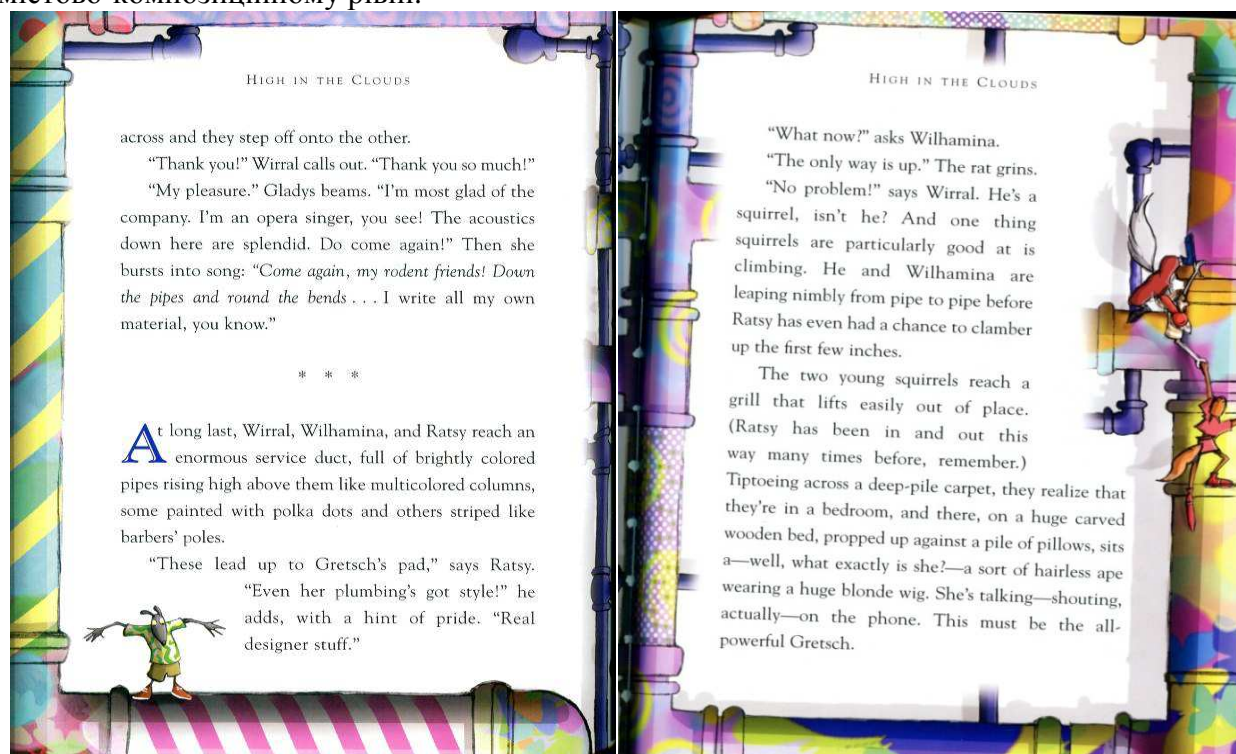 містово-композиційному рівні.
HIGH IN THE CLOUDS
across and they step off onto the other.
“Thank you!” Wirral calls out. “Thank you so much!”
“My pleasure.” Gladys beams. “I’m most glad of the
company. I’m an opera singer, you see! The acoustics
down here are splendid. Do come again!” Then she
bursts into song: “Come again, my rodent friends! Down
the pipes and round the bends . . . I write all my own
material, you know.”
* * *
At long last, Wirral, Wilhamina, and Ratsy reach an
enormous service duct, full of brightly colored
pipes rising high above them like multicolored columns,
some painted with polka dots and others striped like
barbers’ poles.
“These lead up to Gretsch’s pad,” says Ratsy.
“Even her plumbing’s got style!” he
adds, with a hint of pride. “Real
designer stuff.”
HIGH IN THE CLOUDS
“What now?” asks Wilhamina.
“The only way is up.” The rat grins.
“No problem!” says Wirral. He’s a
squirrel, isn’t he? And one thing
squirrels are particularly good at is
climbing. He and Wilhamina are
leaping nimbly from pipe to pipe before
Ratsy has even had a chance to clamber
up the first few inches.
The two young squirrels reach a
grill that lifts easily out of place.
(Ratsy has been in and out this
way many times before, remember.)
Tiptoeing across a deep-pile carpet, they realize that
they’re in a bedroom, and there, on a huge carved
wooden bed, propped up against a pile of pillows, sits
a—well, what exactly is she?—a sort of hairless ape
wearing a huge blonde wig. She’s talking—shouting,
actually—on the phone. This must be the all-
powerful Gretsch.